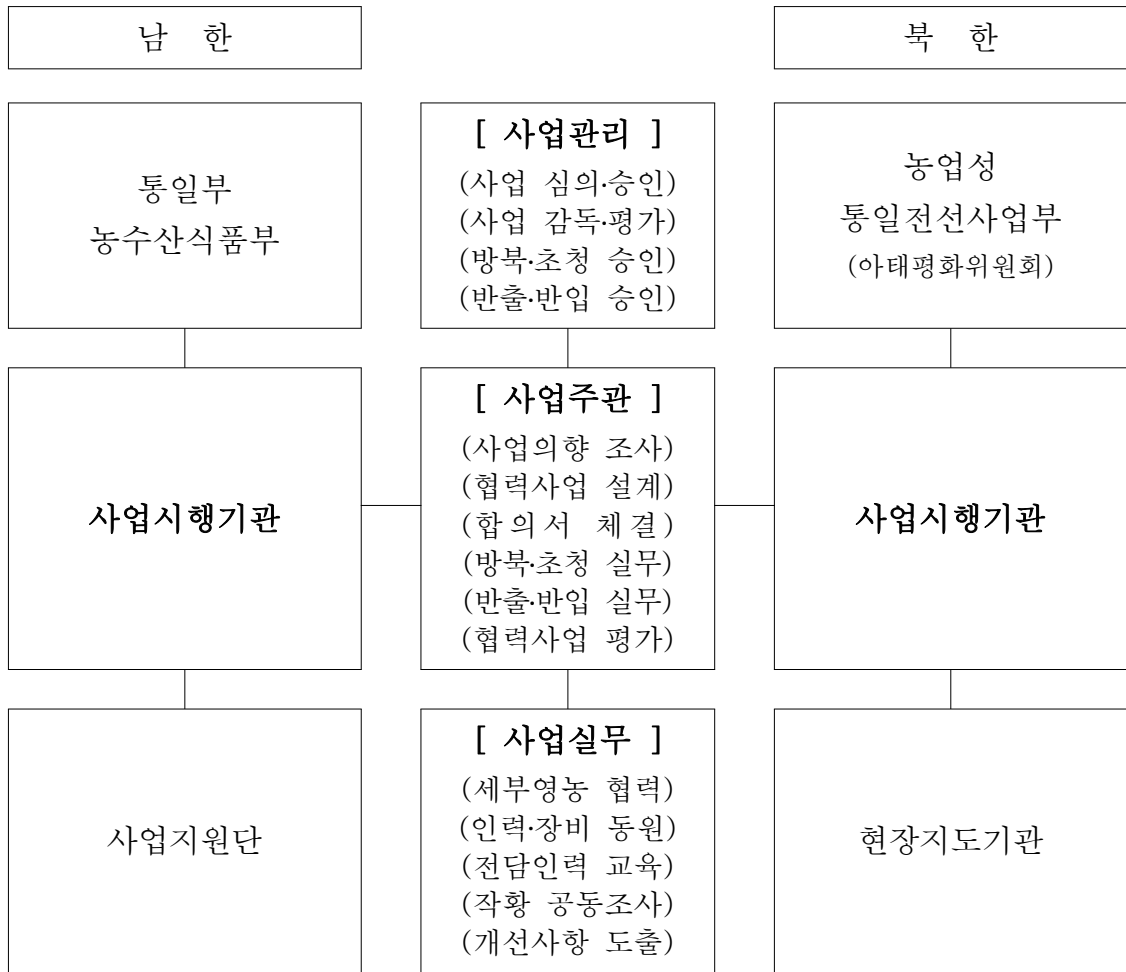 남 한
북 한
통일부
농수산식품부
[ 사업관리 ]
(사업 심의·승인)
(사업 감독·평가)
(방북·초청 승인)
(반출·반입 승인)
농업성
통일전선사업부
(아태평화위원회)
사업시행기관
[ 사업주관 ]
(사업의향 조사)
(협력사업 설계)
(합의서 체결)
(방북·초청 실무)
(반출·반입 실무)
(협력사업 평가)
사업시행기관
사업지원단
[ 사업실무 ]
(세부영농 협력)
(인력·장비 동원)
(전담인력 교육)
(작황 공동조사)
(개선사항 도출)
현장지도기관